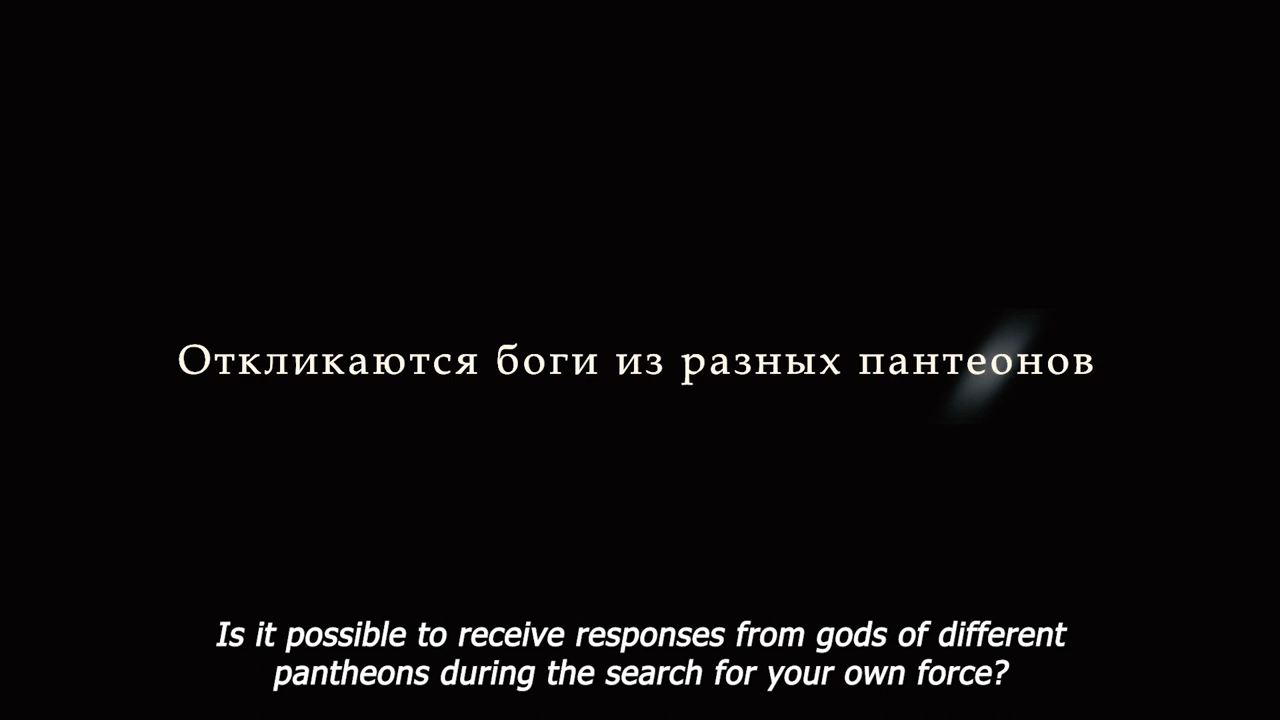 Откликаются боги из разных пантеонов
Is it possible to receive responses from gods of different
pantheons during the search for your own force?